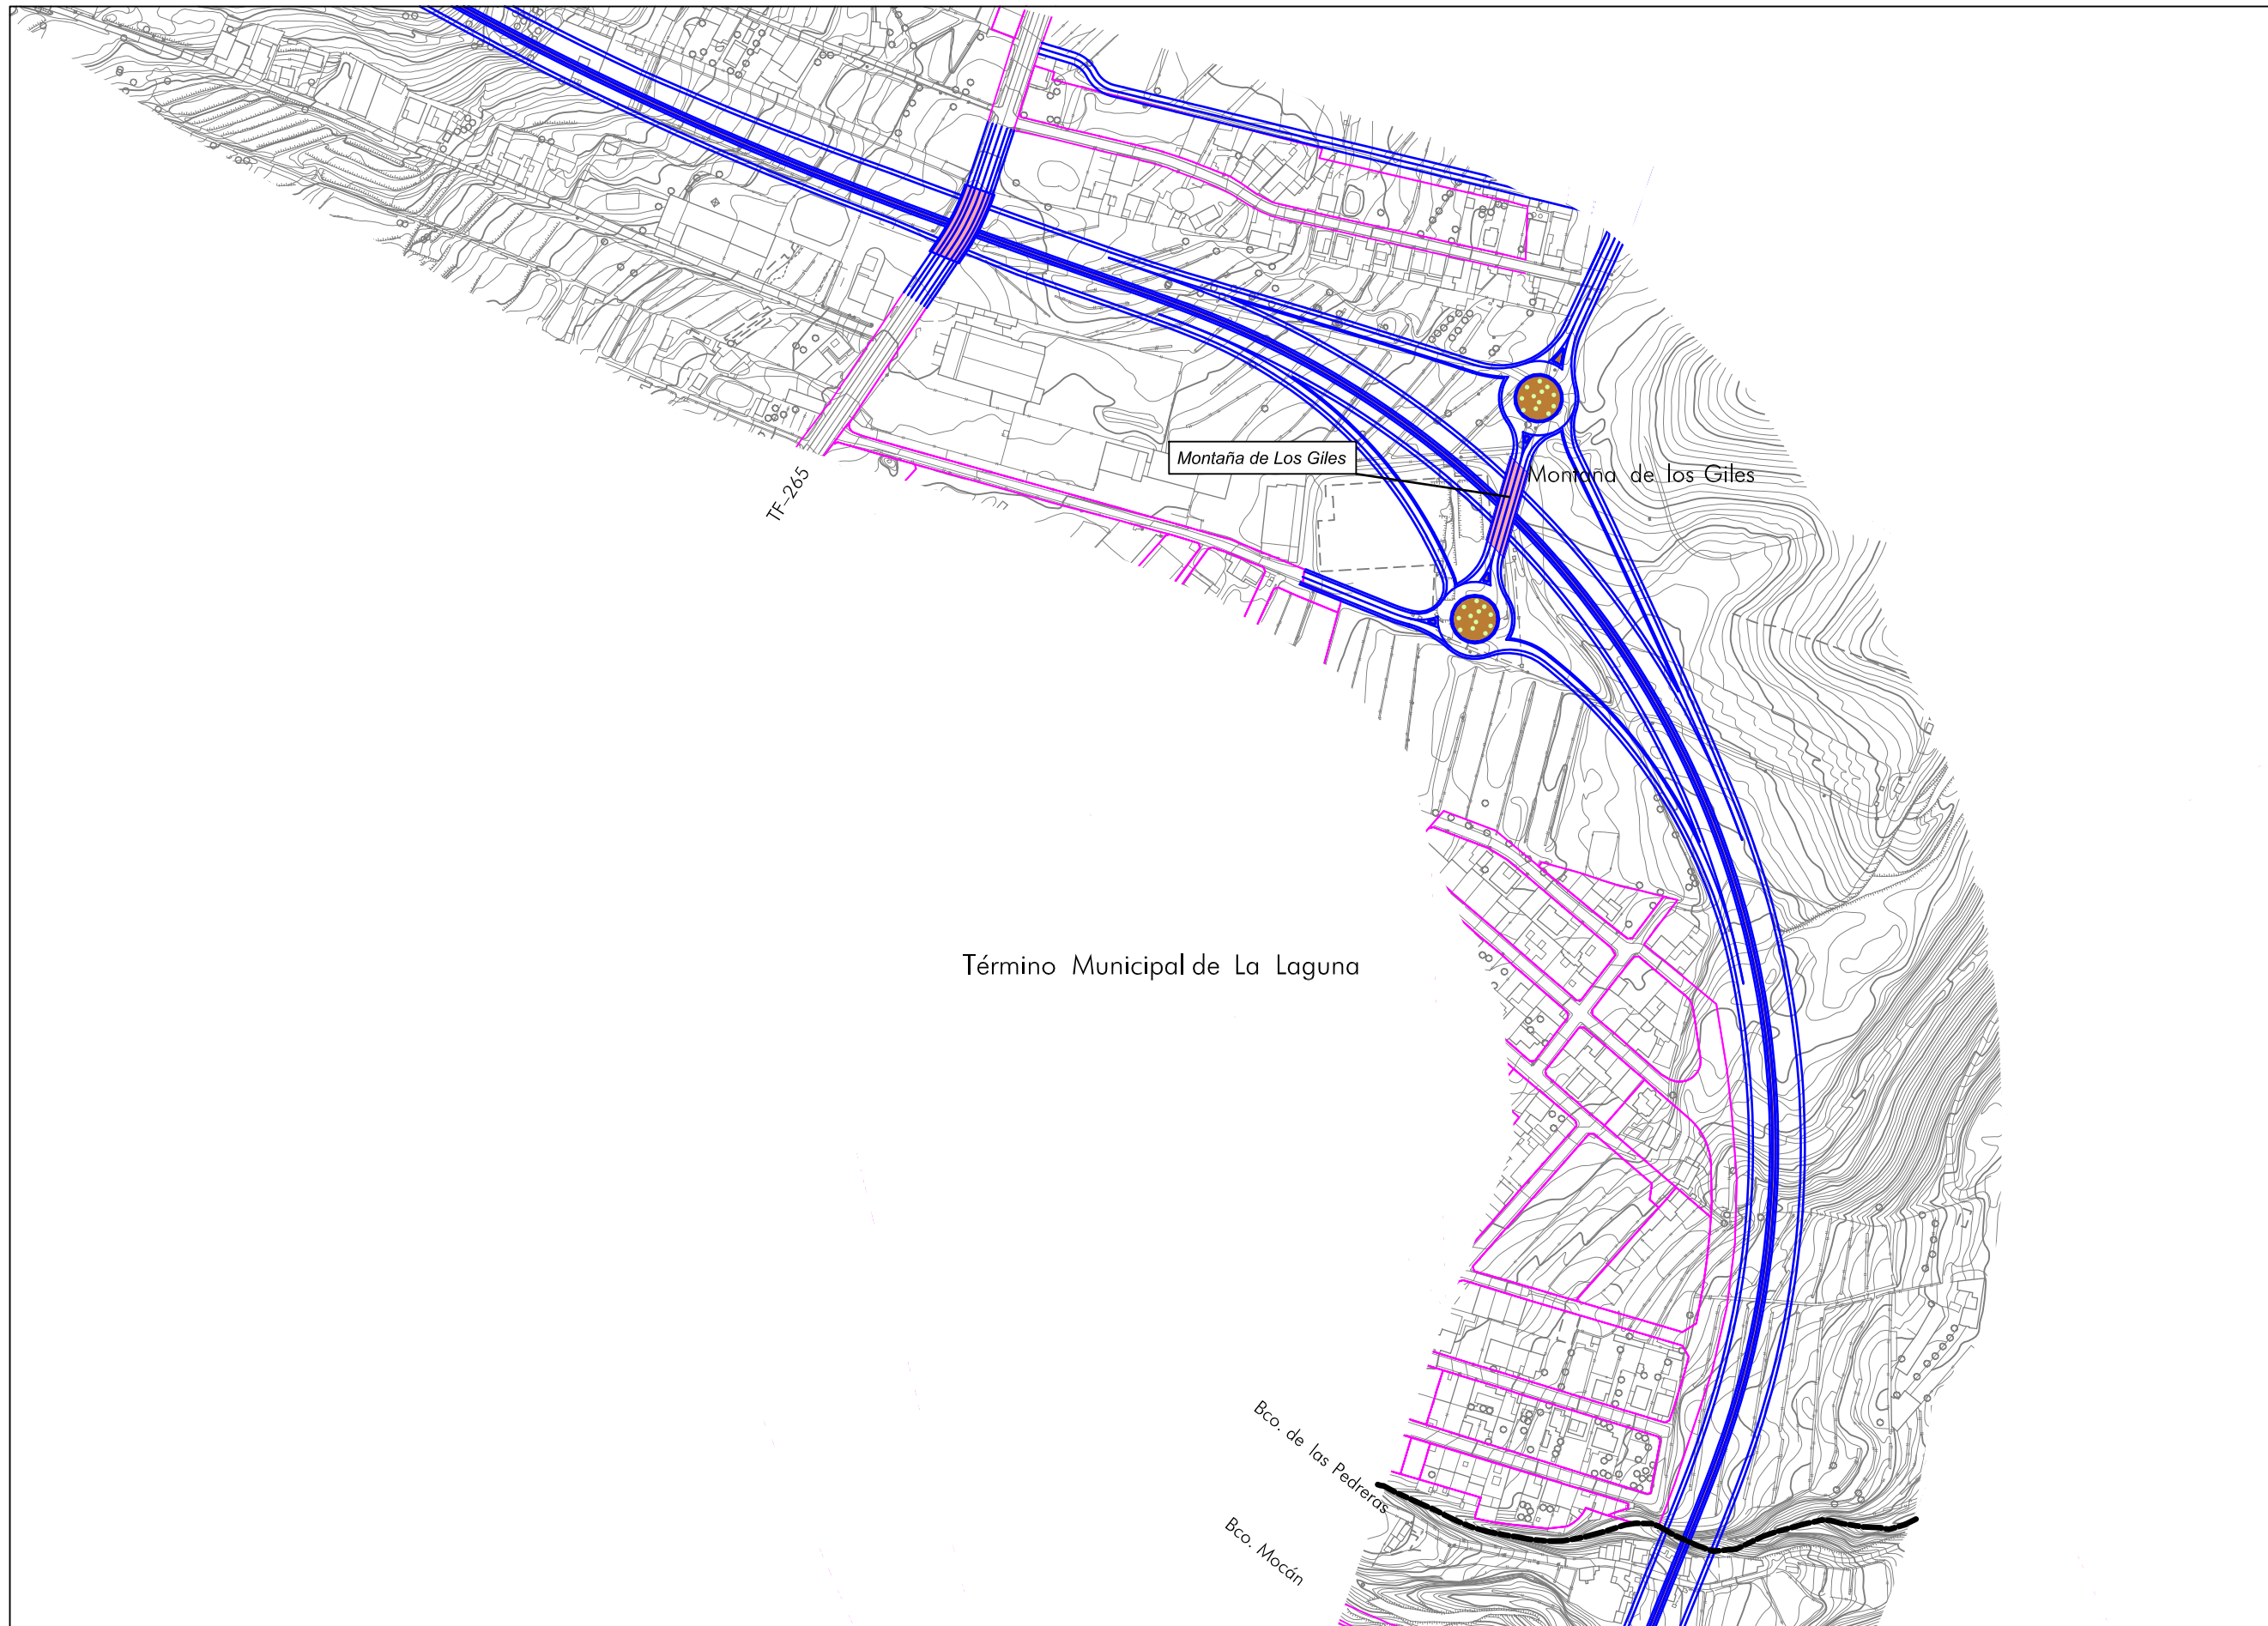 Montaña de Los Giles
Montaña de los Giles
TF-265
Término Municipal de La Laguna
Bco. de las Pedreras
Bco. Mocán